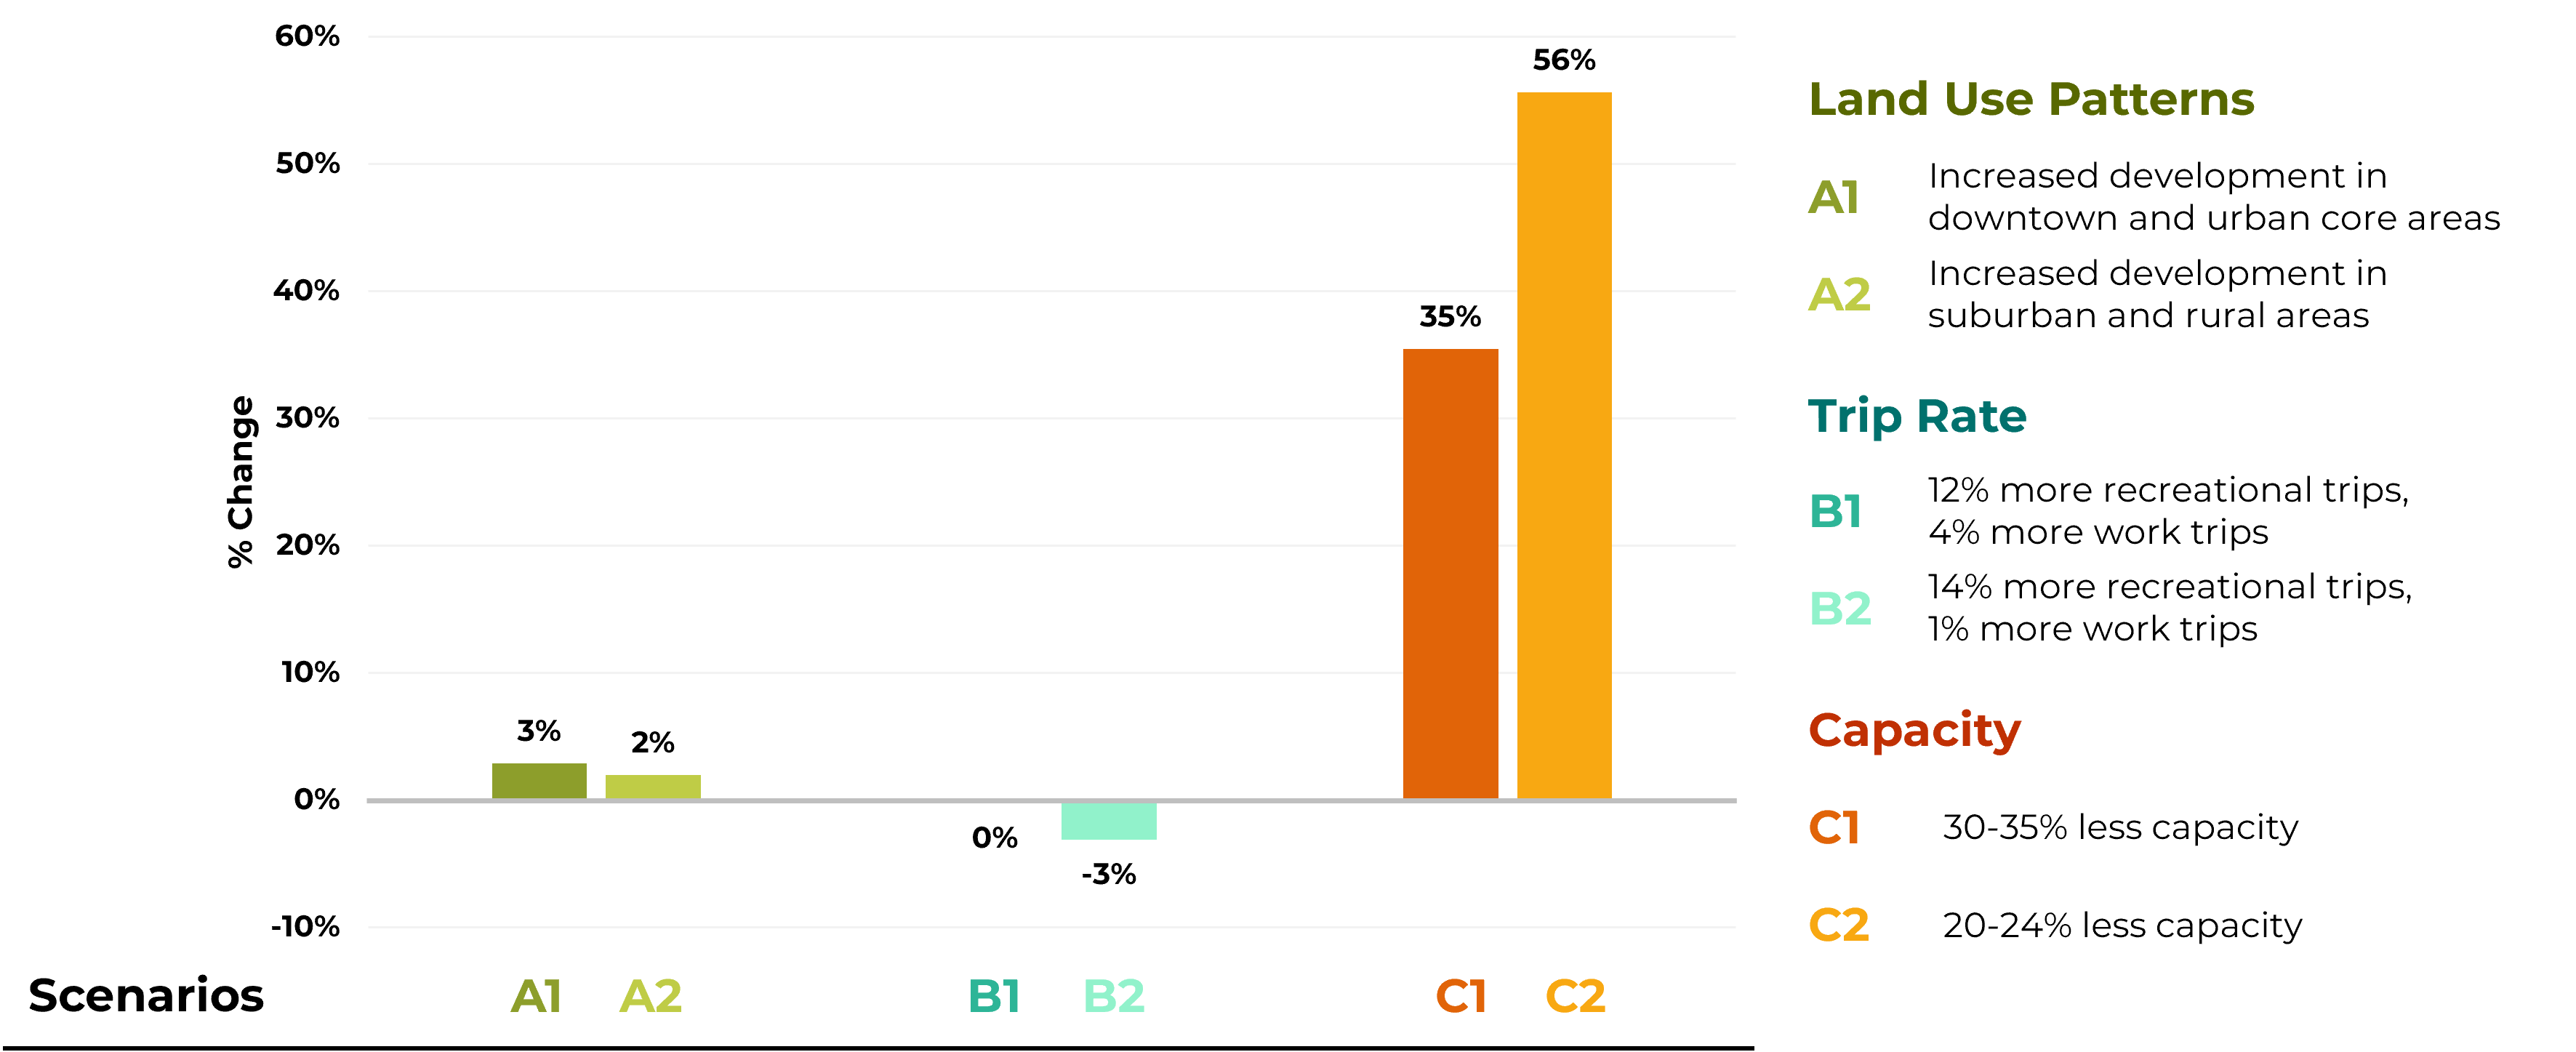 60%
56%
50%
40%
35%
30%
20%
10%
3%
2%
0%
0%
-3%
-10%
% Change
Scenarios
A1 A2 B1 B2 C1 C2
Land Use Patterns
A1 Increased development in
downtown and urban core areas
A2 Increased development in
suburban and rural areas
Trip Rate
B1 12% more recreational trips,
4% more work trips
B2 14% more recreational trips,
1% more work trips
Capacity
C1 30-35% less capacity
C2 20-24% less capacity